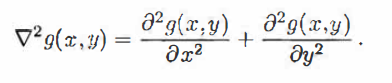 ∇²g(x,y) = ∂²g(x,y)/∂x² + ∂²g(x,y)/∂y² .